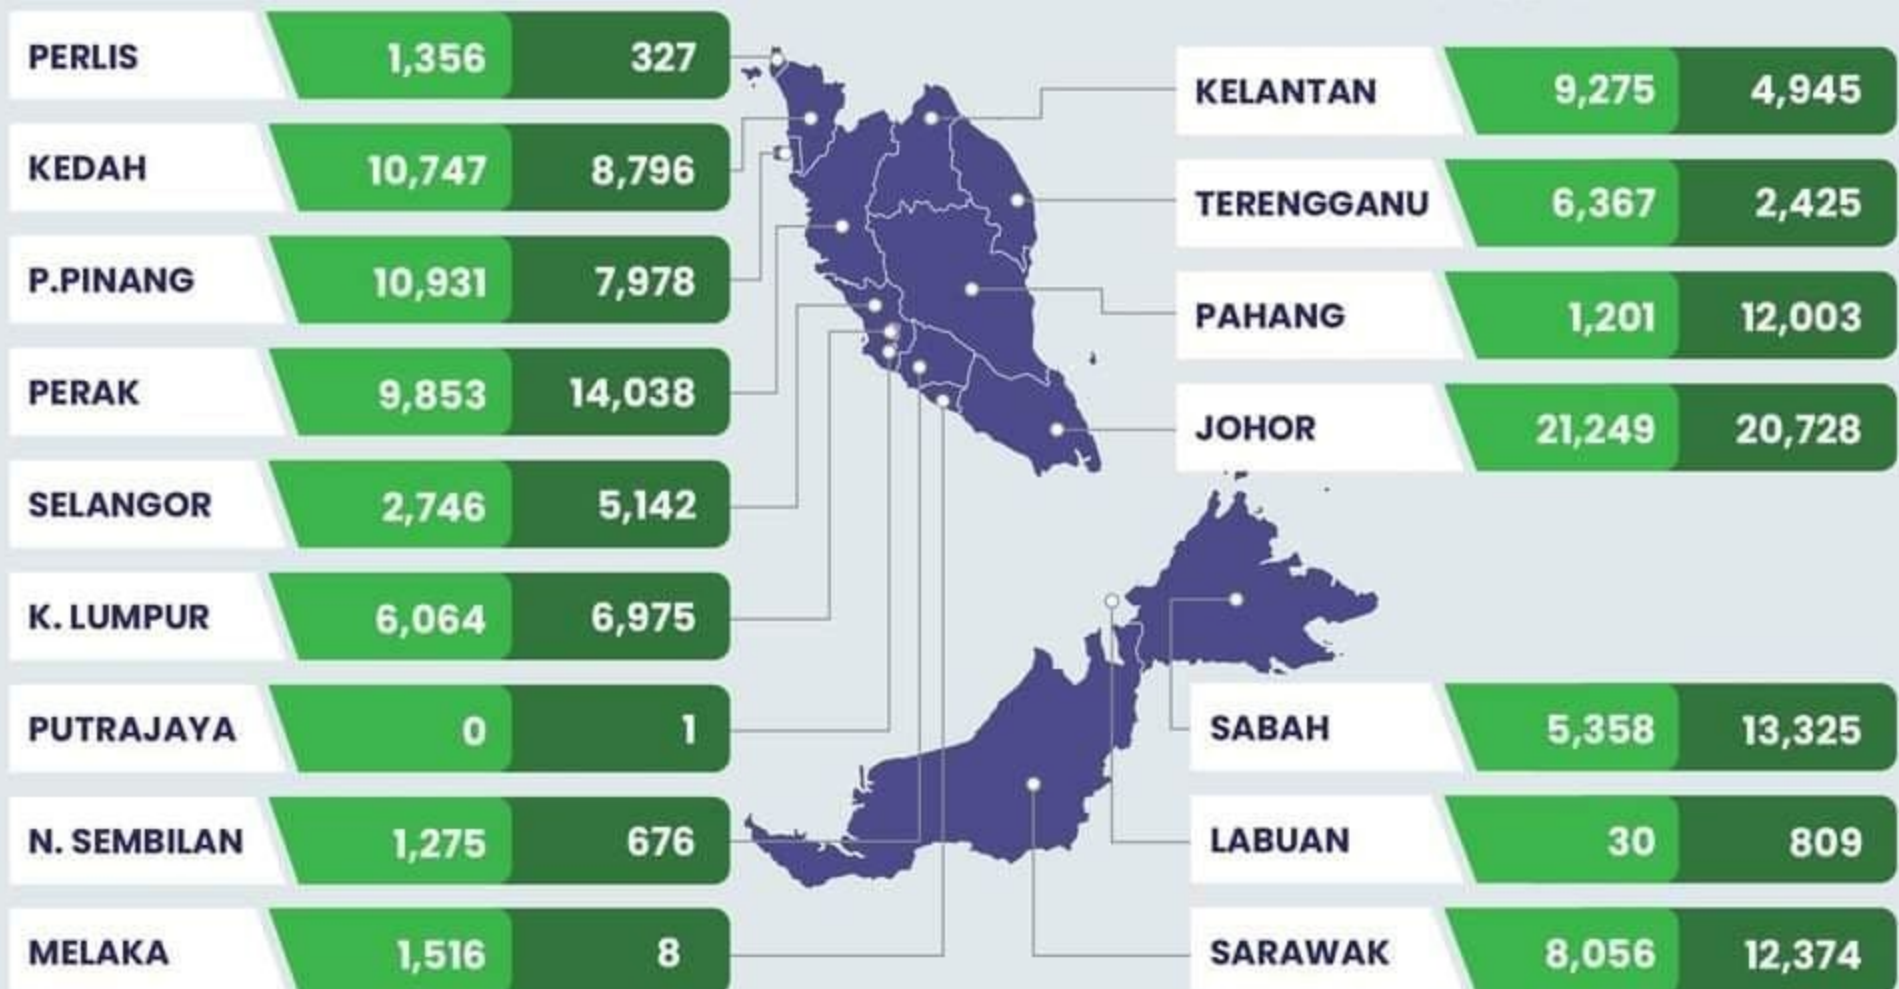 PERLIS 1,356 327
KEDAH 10,747 8,796
P.PINANG 10,931 7,978
PERAK 9,853 14,038
SELANGOR 2,746 5,142
K. LUMPUR 6,064 6,975
PUTRAJAYA 0 1
N. SEMBILAN 1,275 676
MELAKA 1,516 8
KELANTAN 9,275 4,945
TERENGGANU 6,367 2,425
PAHANG 1,201 12,003
JOHOR 21,249 20,728
SABAH 5,358 13,325
LABUAN 30 809
SARAWAK 8,056 12,374